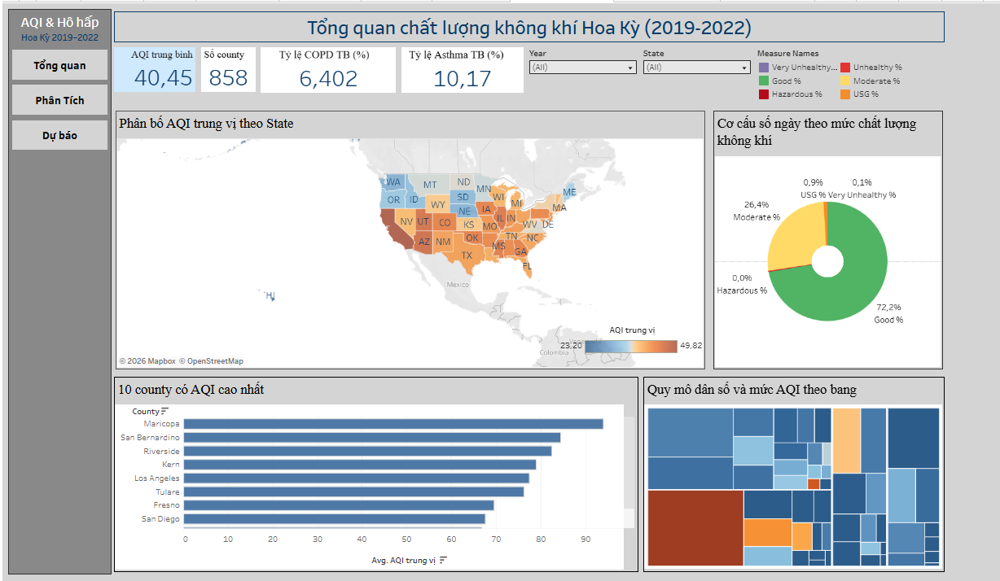 AQI & Hô hấp
Hoa Kỳ 2019–2022
Tổng quan
Phân Tích
Dự báo
Tổng quan chất lượng không khí Hoa Kỳ (2019-2022)
AQI trung bình
40,45
Số county
858
Tỷ lệ COPD TB (%)
6,402
Tỷ lệ Asthma TB (%)
10,17
Year
(All)
State
(All)
Measure Names
Very Unhealthy...
Unhealthy %
Good %
Moderate %
Hazardous %
USG %
Phân bố AQI trung vị theo State
WA
MT
ND
MN
ME
OR
ID
SD
WI
MI
WY
MA
NE
IA
NV
UT
CO
KS
MO
IL
IN
WV
DE
AZ
NM
OK
TN
NC
MS
GA
TX
FL
HI
Mexico
Venezuela
Colombia
AQI trung vị
23,20
49,82
© 2026 Mapbox © OpenStreetMap
Cơ cấu số ngày theo mức chất lượng
không khí
0,9%
USG %
0,1%
Very Unhealthy %
26,4%
Moderate %
0,0%
Hazardous %
72,2%
Good %
10 county có AQI cao nhất
County
Maricopa
San Bernardino
Riverside
Kern
Los Angeles
Tulare
Fresno
San Diego
0 10 20 30 40 50 60 70 80 90
Avg. AQI trung vị
Quy mô dân số và mức AQI theo bang